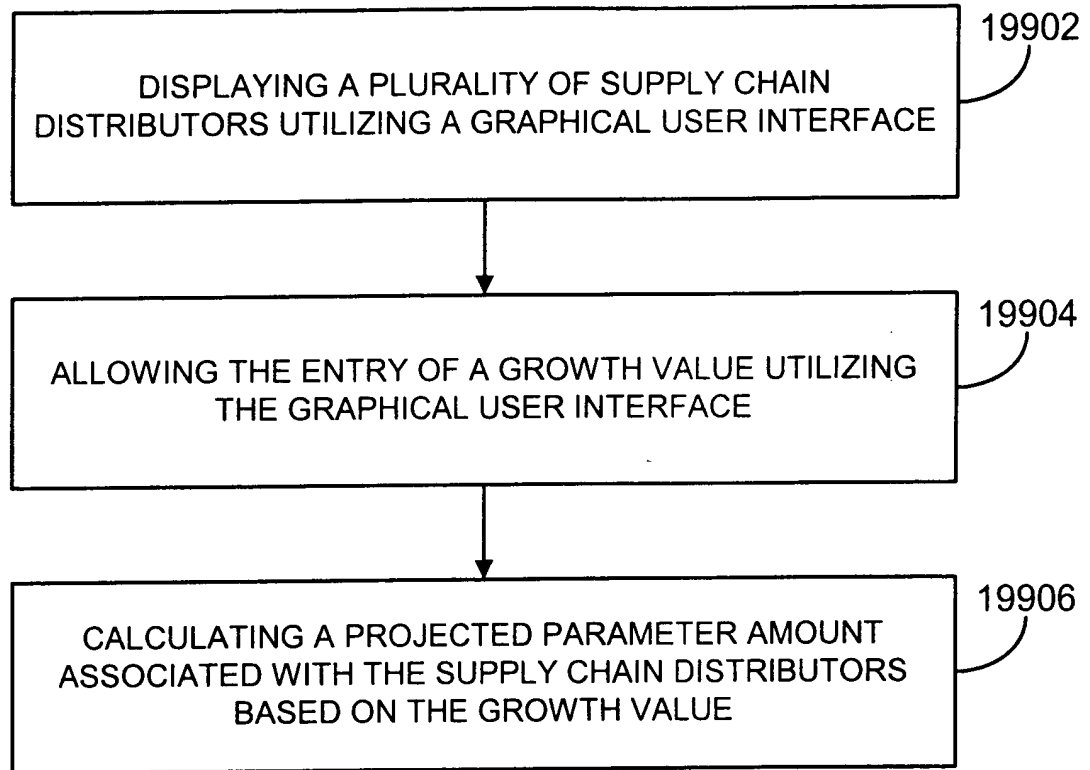 19902
DISPLAYING A PLURALITY OF SUPPLY CHAIN
DISTRIBUTORS UTILIZING A GRAPHICAL USER INTERFACE
19904
ALLOWING THE ENTRY OF A GROWTH VALUE UTILIZING
THE GRAPHICAL USER INTERFACE
19906
CALCULATING A PROJECTED PARAMETER AMOUNT
ASSOCIATED WITH THE SUPPLY CHAIN DISTRIBUTORS
BASED ON THE GROWTH VALUE